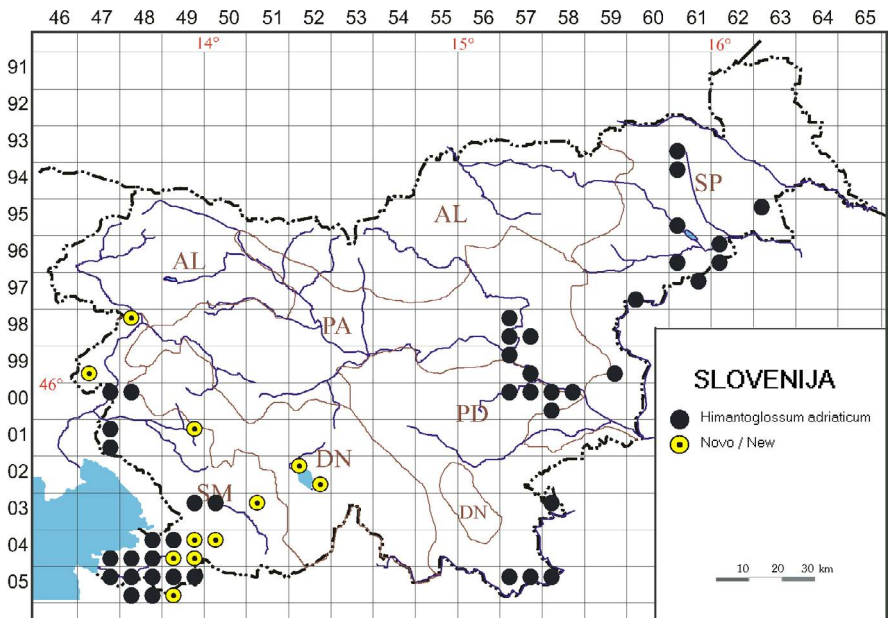 46 47 48 49 50 51 52 53 54 55 56 57 58 59 60 61 62 63 64 65
14° 15° 16°
91
92
93
94
SP
95
AL
96
AL
97
98
PA
99
46°
00
PD
01
02
DN
SM
03
DN
04
05
SLOVENIJA
Himantoglossum adriaticum
Novo / New
10 20 30 km